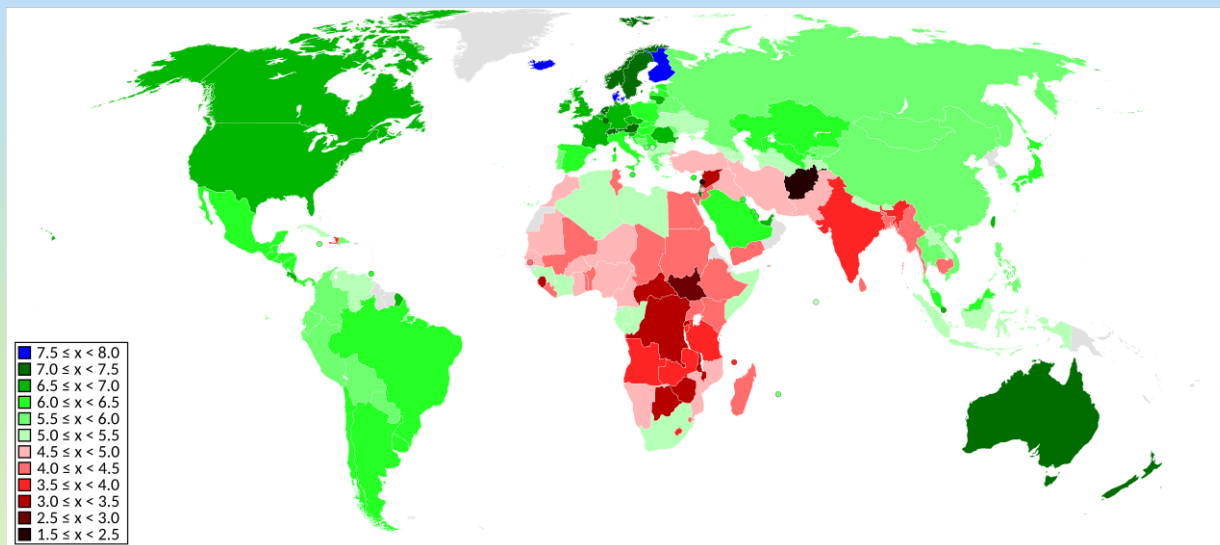 7.5 ≤ x < 8.0
7.0 ≤ x < 7.5
6.5 ≤ x < 7.0
6.0 ≤ x < 6.5
5.5 ≤ x < 6.0
5.0 ≤ x < 5.5
4.5 ≤ x < 5.0
4.0 ≤ x < 4.5
3.5 ≤ x < 4.0
3.0 ≤ x < 3.5
2.5 ≤ x < 3.0
1.5 ≤ x < 2.5